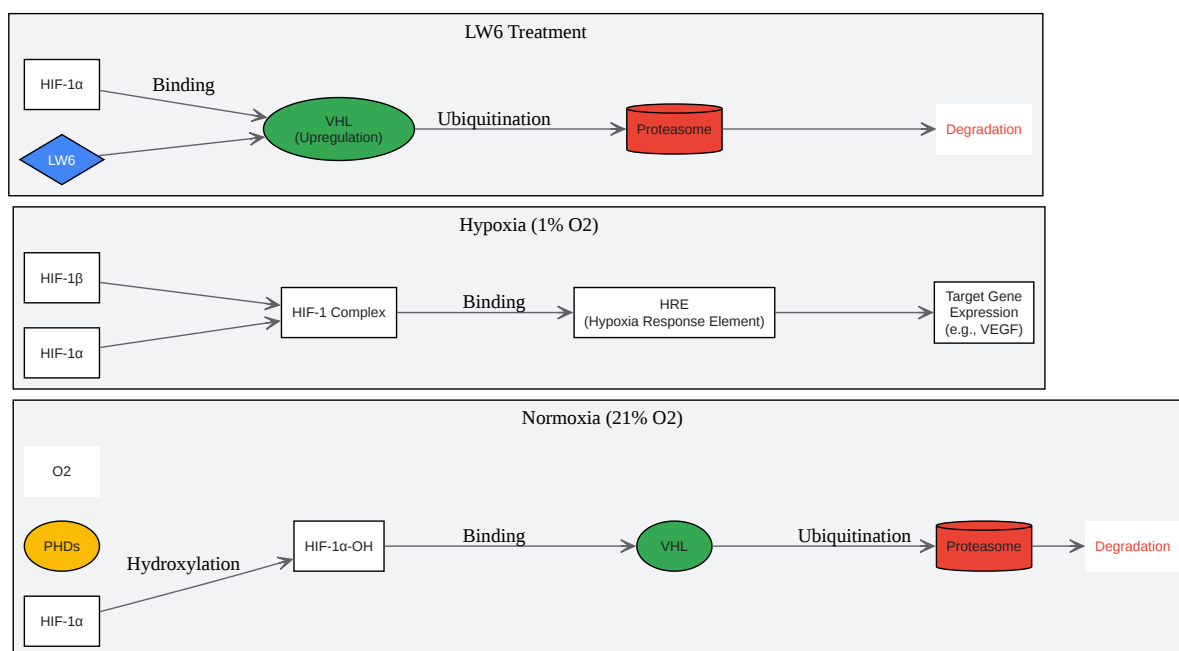 LW6 Treatment
HIF-1α
Binding
VHL
(Upregulation)
Ubiquitination
Proteasome
Degradation
LW6
Hypoxia (1% O2)
HIF-1β
HIF-1 Complex
Binding
HRE
(Hypoxia Response Element)
Target Gene
Expression
(e.g., VEGF)
HIF-1α
Normoxia (21% O2)
O2
PHDs
Hydroxylation
HIF-1α-OH
Binding
VHL
Ubiquitination
Proteasome
Degradation
HIF-1α